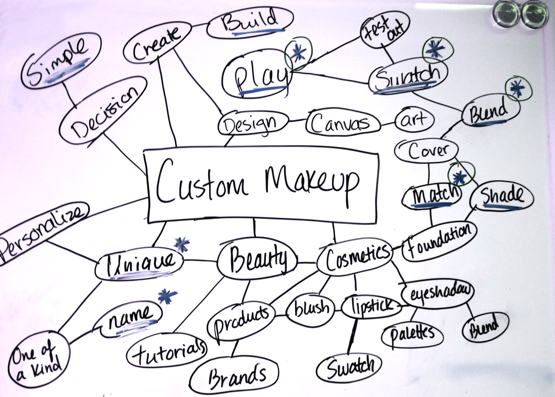 Simple
Create
Build
Play
Test out
Swatch
Blend
Decision
Design
Canvas
art
Cover
Match
Shade
Custom Makeup
Personalize
Unique
Beauty
Cosmetics
Foundation
name
One of
a kind
tutorials
products
blush
lipstick
eyeshadow
palettes
Blend
Brands
Swatch